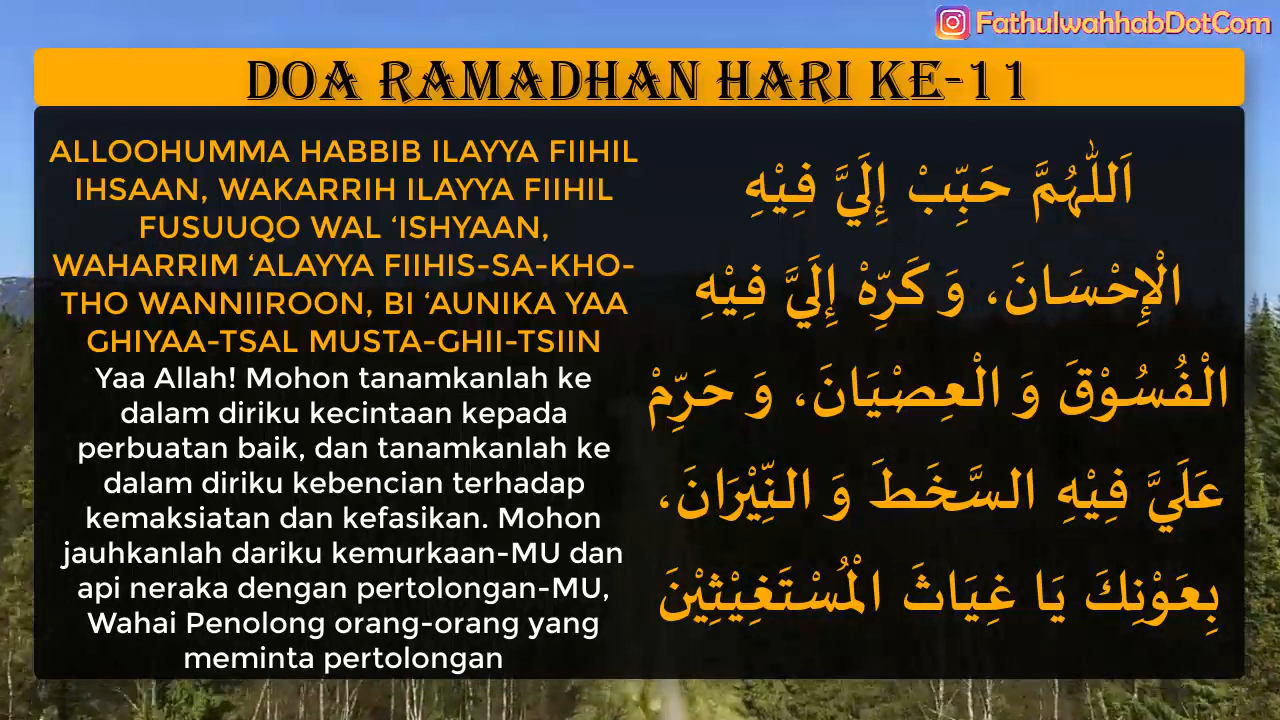 FathulwahhabDotCom
DOA RAMADHAN HARI KE-11
ALLOOHUMMA HABBIB ILAYYA FIIHIL
IHSAAN, WAKARRIH ILAYYA FIIHIL
FUSUUQO WAL ‘ISHYAAN,
WAHARRIM ‘ALAYYA FIIHIS-SA-KHO-
THO WANNIIROON, BI ‘AUNIKA YAA
GHIYAA-TSAL MUSTA-GHII-TSIIN
Yaa Allah! Mohon tanamkanlah ke
dalam diriku kecintaan kepada
perbuatan baik, dan tanamkanlah ke
dalam diriku kebencian terhadap
kemaksiatan dan kefasikan. Mohon
jauhkanlah dariku kemurkaan-MU dan
api neraka dengan pertolongan-MU,
Wahai Penolong orang-orang yang
meminta pertolongan
اَللّٰهُمَّ حَبِّبْ إِلَيَّ فِيْهِ
الْإِحْسَانَ، وَ كَرِّهْ إِلَيَّ فِيْهِ
الْفُسُوْقَ وَ الْعِصْيَانَ، وَ حَرِّمْ
عَلَيَّ فِيْهِ السَّخَطَ وَ النِّيْرَانَ،
بِعَوْنِكَ يَا غِيَاثَ الْمُسْتَغِيْثِيْنَ